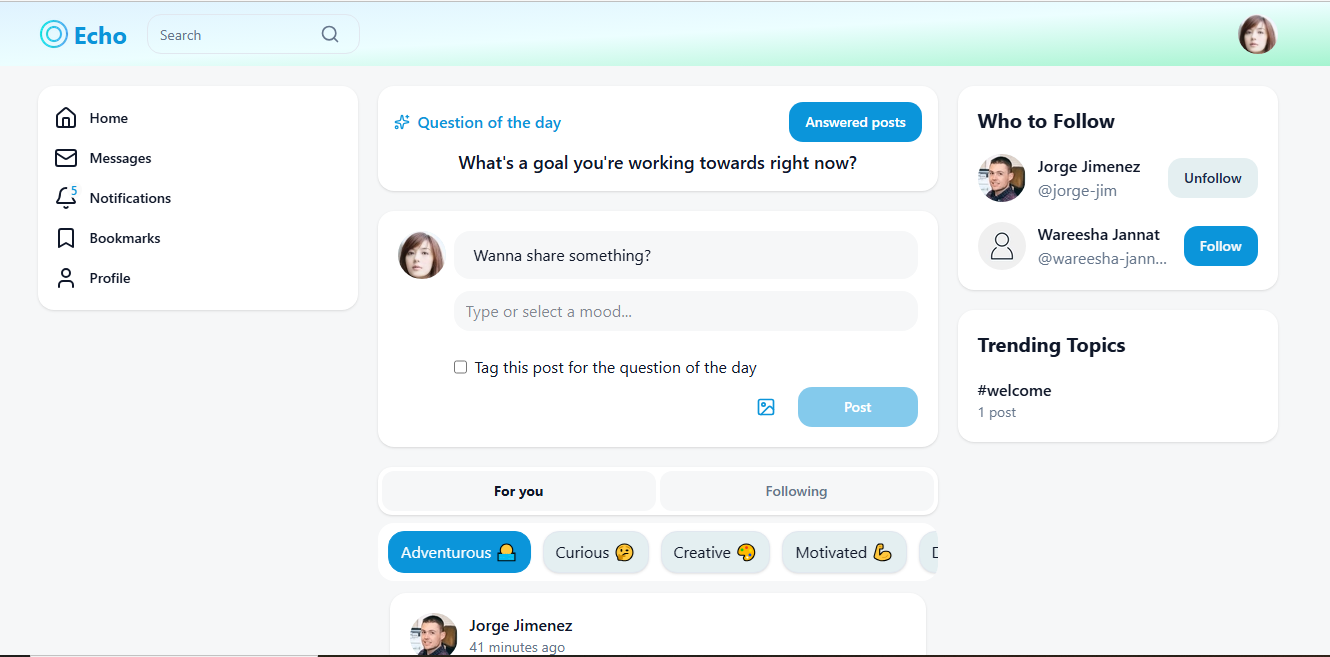 Echo
Search
Home
Messages
5
Notifications
Bookmarks
Profile
Question of the day
Answered posts
What's a goal you're working towards right now?
Wanna share something?
Type or select a mood...
Tag this post for the question of the day
Post
For you
Following
Adventurous
Curious 🤔
Creative 🎨
Motivated 💪
Jorge Jimenez
41 minutes ago
Who to Follow
Jorge Jimenez
@jorge-jim
Unfollow
Wareesha Jannat
@wareesha-jann...
Follow
Trending Topics
#welcome
1 post